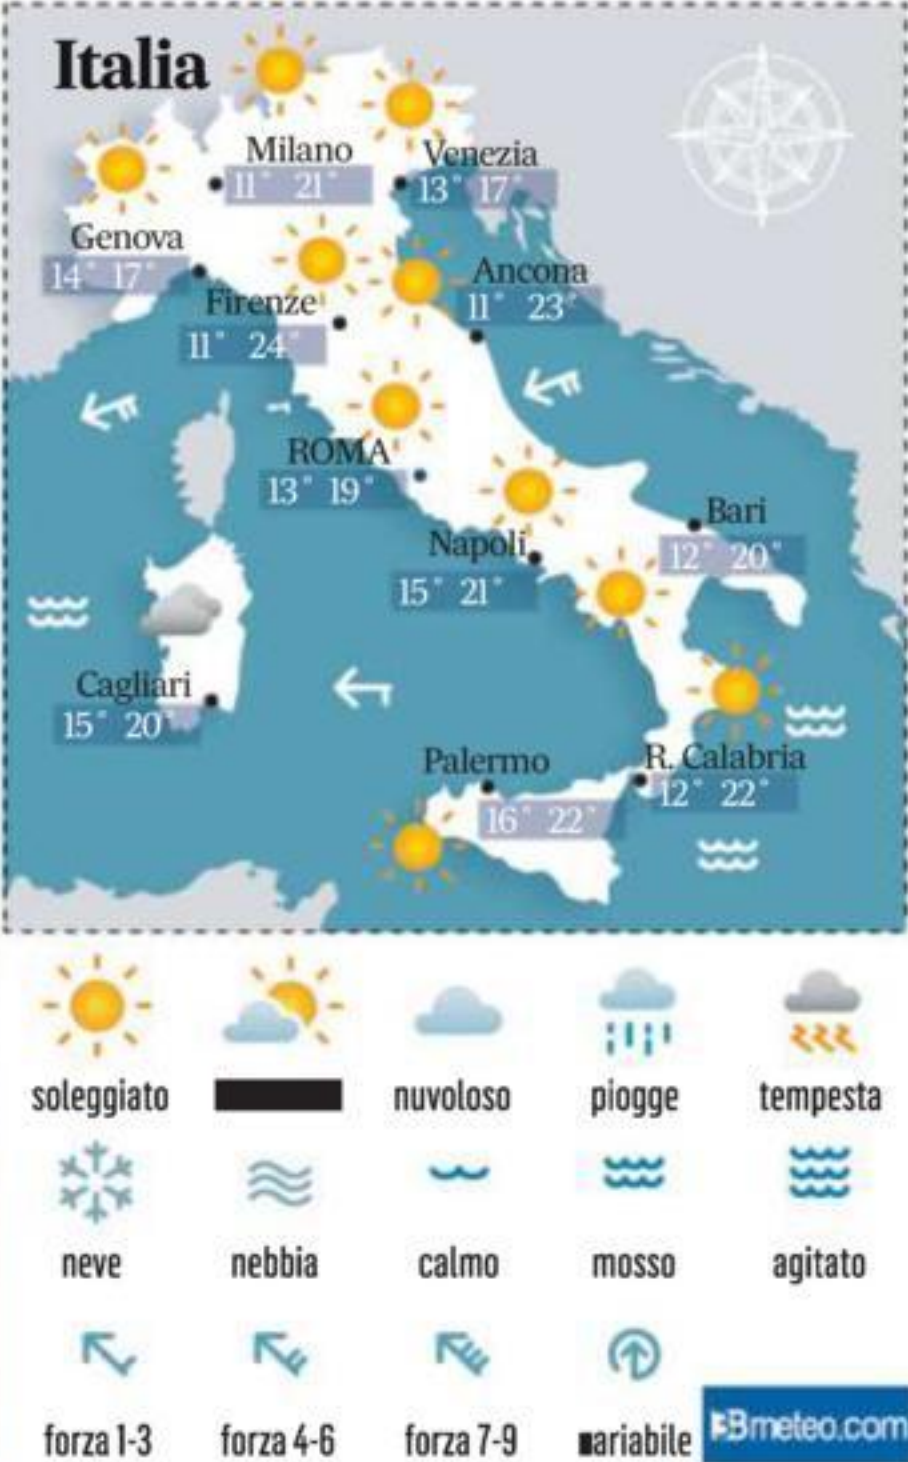 Italia
Milano
11° 21°
Venezia
13° 17°
Genova
14° 17°
Ancona
11° 23°
Firenze
11° 24°
ROMA
13° 19°
Bari
12° 20°
Napoli
15° 21°
Cagliari
15° 20°
Palermo
16° 22°
R. Calabria
12° 22°
soleggiato
nuvoloso
piogge
tempesta
neve
nebbia
calmo
mosso
agitato
forza 1-3
forza 4-6
forza 7-9
ariabile
3Bmeteo.com